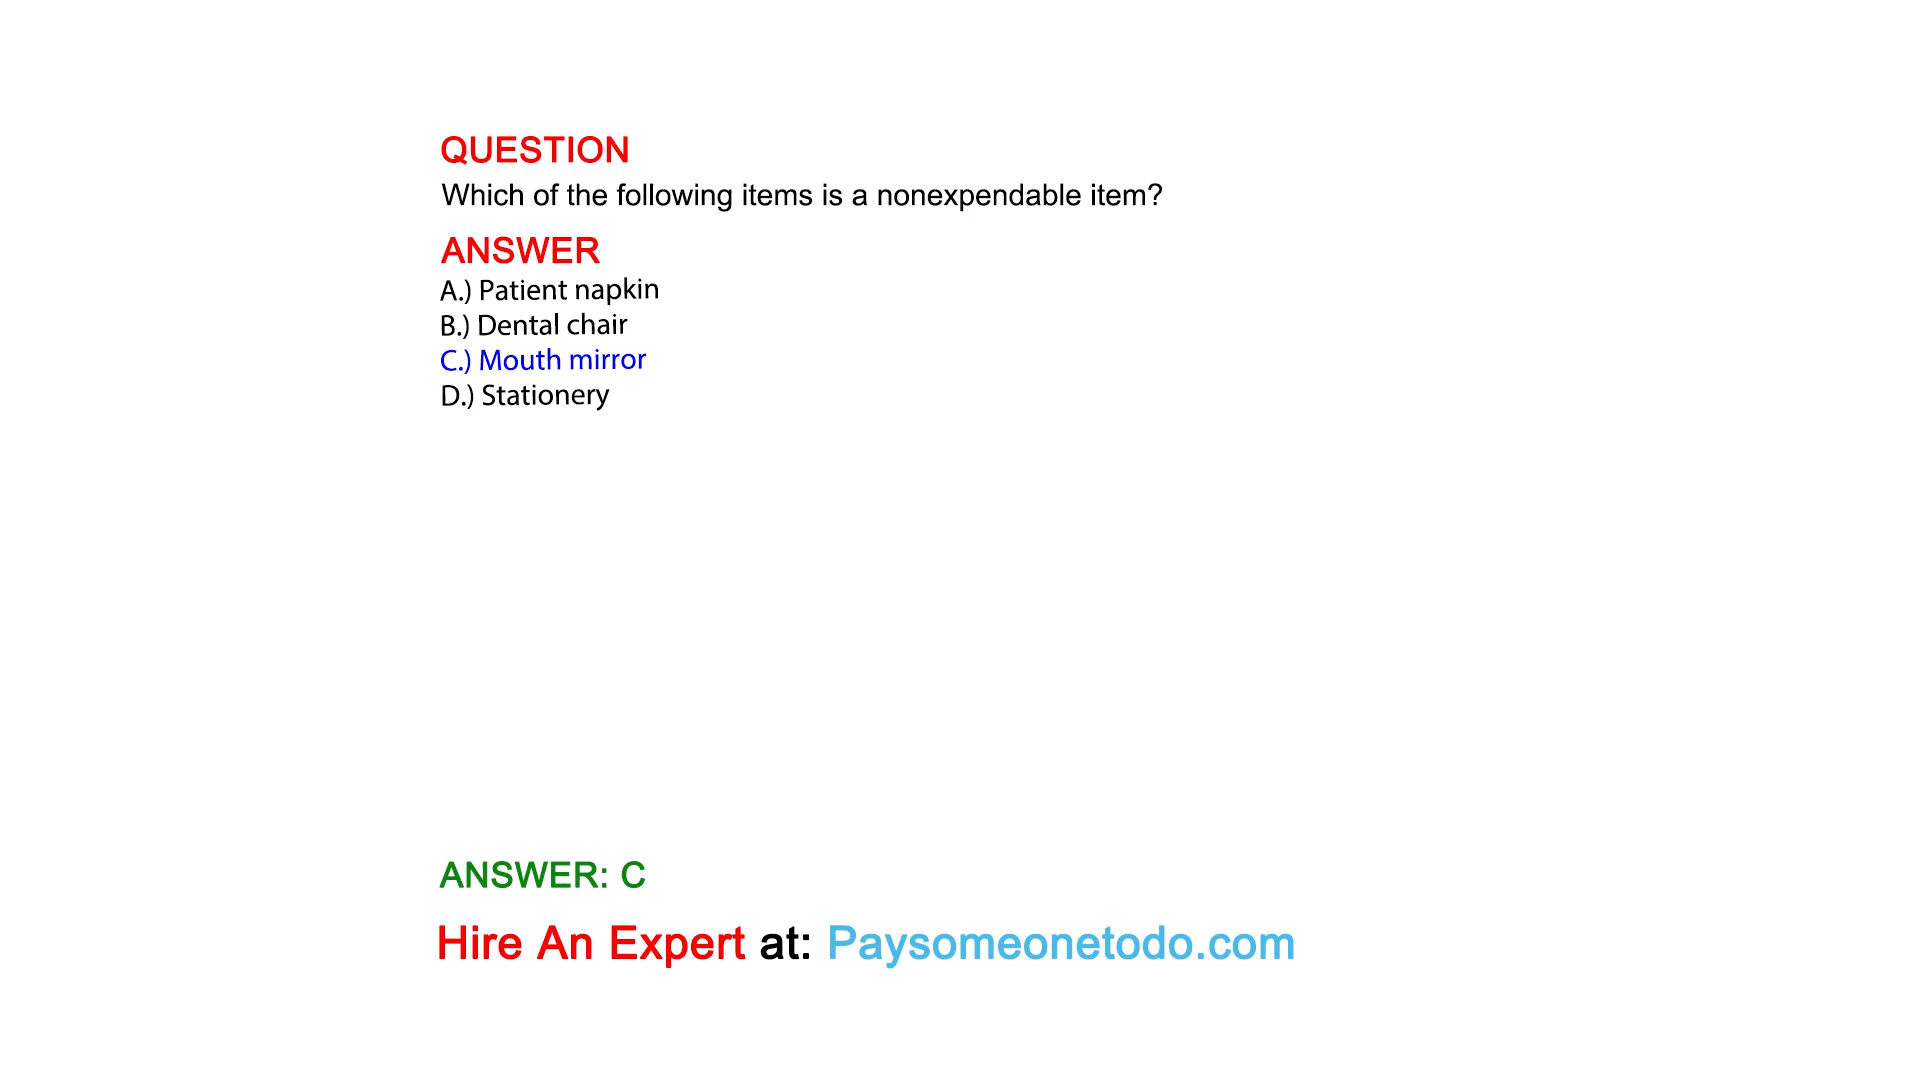 QUESTION
Which of the following items is a nonexpendable item?
ANSWER
A.) Patient napkin
B.) Dental chair
C.) Mouth mirror
D.) Stationery
ANSWER: C
Hire An Expert at: Paysomeonetodo.com